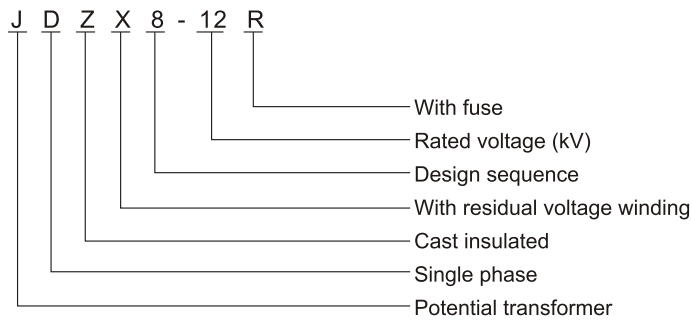 J D Z X 8 - 12 R
With fuse
Rated voltage (kV)
Design sequence
With residual voltage winding
Cast insulated
Single phase
Potential transformer